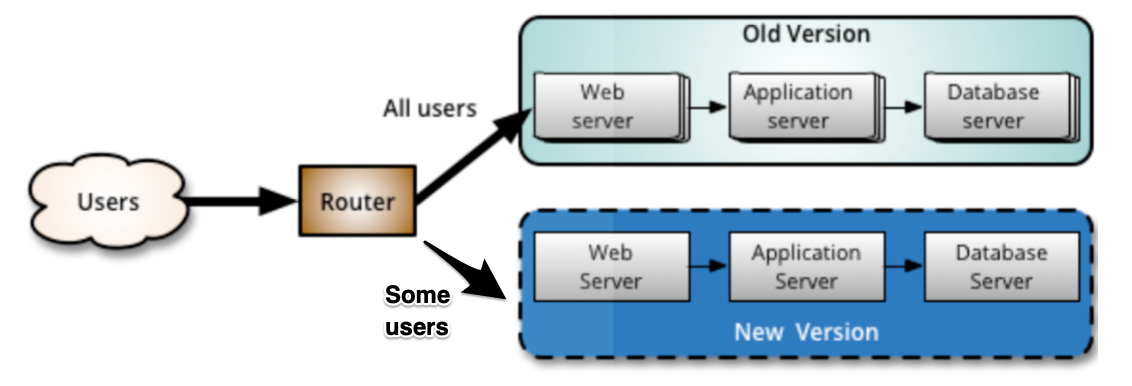 Old Version
Web
server
Application
server
Database
server
All users
Users
Router
Some
users
Web
Server
Application
Server
Database
Server
New Version